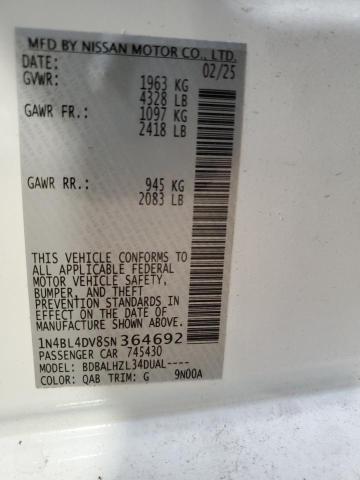 MFD BY NISSAN MOTOR CO., LTD.
DATE: 02/25
GVWR: 1963 KG
4328 LB
GAWR FR.: 1097 KG
2418 LB
GAWR RR.: 945 KG
2083 LB
THIS VEHICLE CONFORMS TO
ALL APPLICABLE FEDERAL
MOTOR VEHICLE SAFETY,
BUMPER, AND THEFT
PREVENTION STANDARDS IN
EFFECT ON THE DATE OF
MANUFACTURE SHOWN ABOVE.
1N4BL4DV8SN364692
PASSENGER CAR 745430
MODEL: BDBALHZL34DUAL----
COLOR: QAB TRIM: G 9N00A